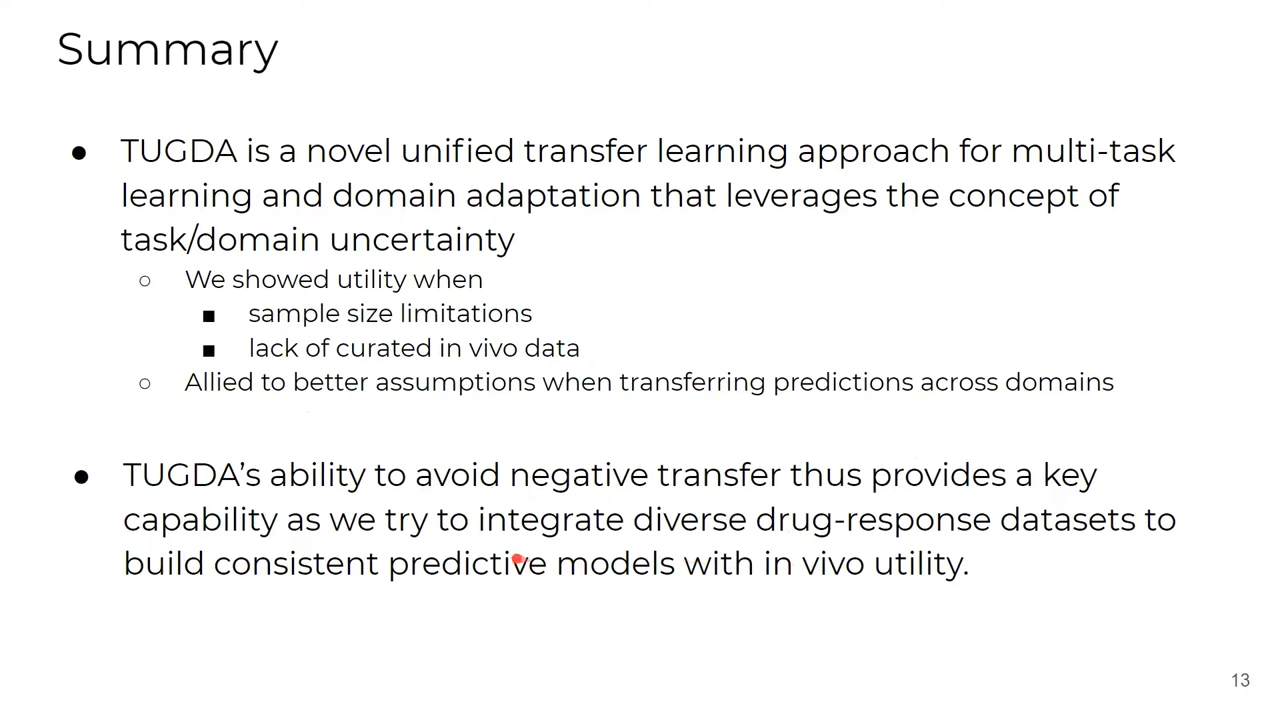 Summary
● TUGDA is a novel unified transfer learning approach for multi-task
learning and domain adaptation that leverages the concept of
task/domain uncertainty
○ We showed utility when
■ sample size limitations
■ lack of curated in vivo data
○ Allied to better assumptions when transferring predictions across domains
● TUGDA’s ability to avoid negative transfer thus provides a key
capability as we try to integrate diverse drug-response datasets to
build consistent predictive models with in vivo utility.
13